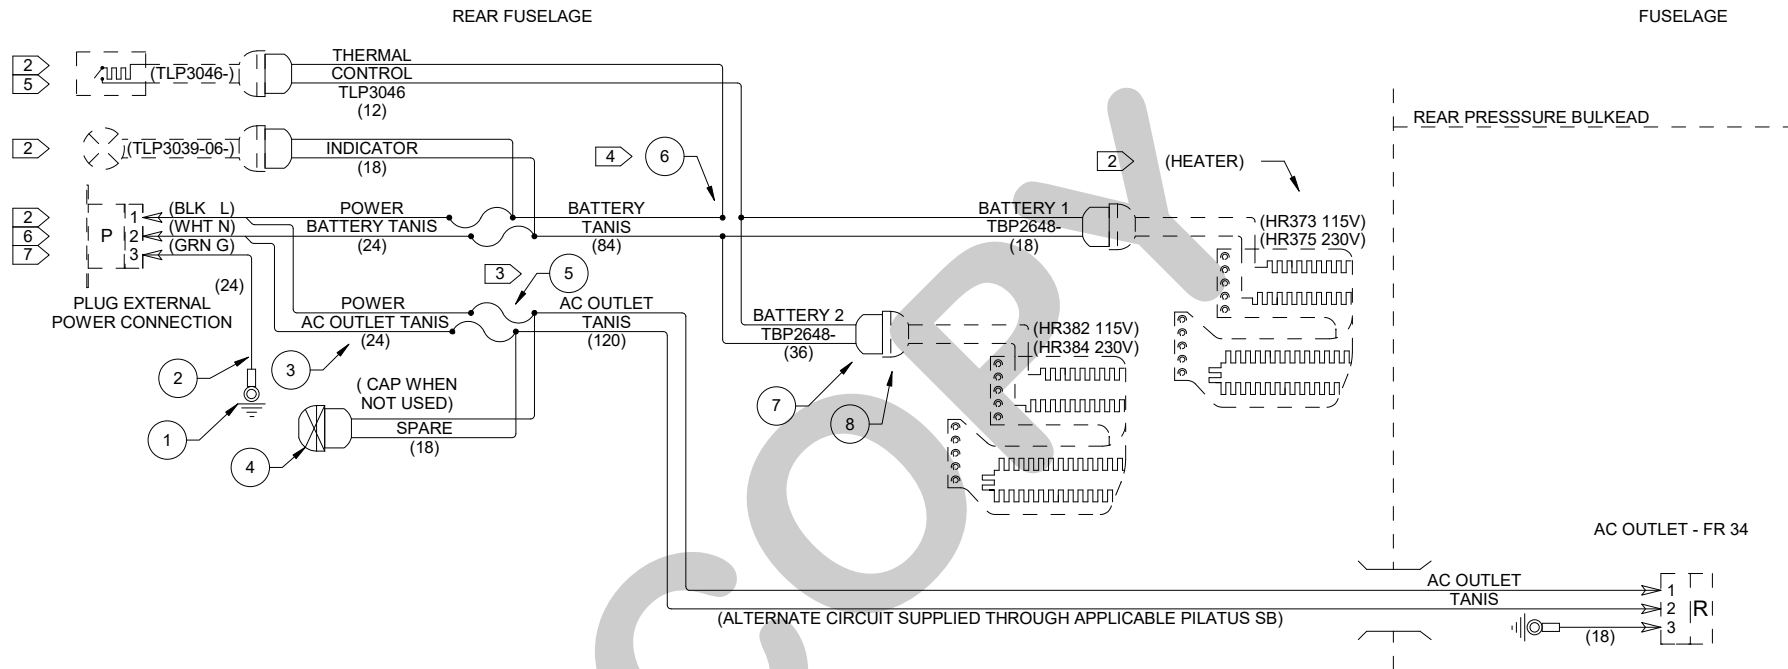 REAR FUSELAGE
FUSELAGE
2
5
(TLP3046-)
THERMAL
CONTROL
TLP3046
(12)
REAR PRESSSURE BULKEAD
2
(TLP3039-06-)
INDICATOR
(18)
4
6
2
(HEATER)
2
6
7
P
1
2
3
(BLK L)
(WHT N)
(GRN G)
POWER
BATTERY TANIS
(24)
BATTERY
TANIS
(84)
BATTERY 1
TBP2648-
(18)
(HR373 115V)
(HR375 230V)
(24)
3
5
PLUG EXTERNAL
POWER CONNECTION
POWER
AC OUTLET TANIS
(24)
AC OUTLET
TANIS
(120)
BATTERY 2
TBP2648-
(36)
(HR382 115V)
(HR384 230V)
2
3
( CAP WHEN
NOT USED)
SPARE
(18)
1
4
7
8
AC OUTLET - FR 34
AC OUTLET
TANIS
(ALTERNATE CIRCUIT SUPPLIED THROUGH APPLICABLE PILATUS SB)
1
2
3
R
(18)
COPY